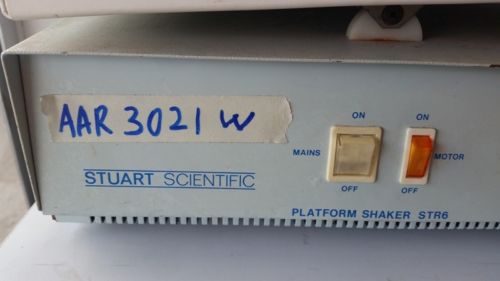 AAR 3021 W
ON
ON
MAINS
MOTOR
OFF
OFF
STUART SCIENTIFIC
PLATFORM SHAKER STR6